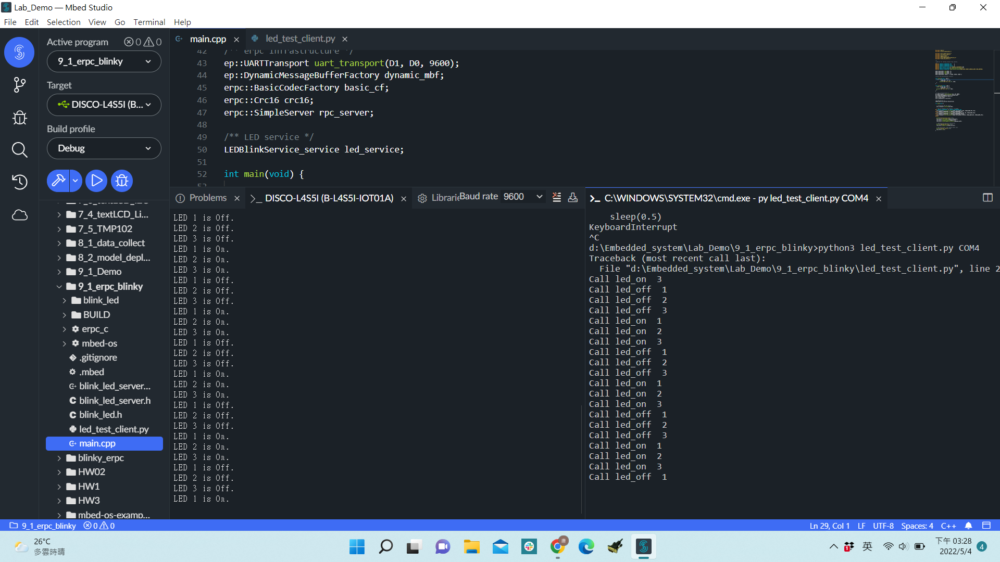 Lab_Demo — Mbed Studio
File Edit Selection View Go Terminal Help
Active program 0 0
9_1_erpc_blinky
Target
DISCO-L4S5I (B...
Build profile
Debug
7_4_textLCD_Li...
7_5_TMP102
8_1_data_collect
8_2_model_depl...
9_1_Demo
9_1_erpc_blinky
blink_led
BUILD
erpc_c
mbed-os
.gitignore
.mbed
blink_led_server...
blink_led_server.h
blink_led.h
led_test_client.py
main.cpp
blinky_erpc
HW02
HW1
HW3
mbed-os-examp...
main.cpp led_test_client.py
42 /** erpc infrastructure */
43 ep::UARTTransport uart_transport(D1, D0, 9600);
44 ep::DynamicMessageBufferFactory dynamic_mbf;
45 erpc::BasicCodecFactory basic_cf;
46 erpc::Crc16 crc16;
47 erpc::SimpleServer rpc_server;
48
49 /** LED service */
50 LEDBlinkService_service led_service;
51
52 int main(void) {
53
Problems DISCO-L4S5I (B-L4S5I-IOT01A) Librarie Baud rate 9600
LED 1 is Off.
LED 2 is Off.
LED 3 is Off.
LED 1 is On.
LED 2 is On.
LED 3 is On.
LED 1 is Off.
LED 2 is Off.
LED 3 is Off.
LED 1 is On.
LED 2 is On.
LED 3 is On.
LED 1 is Off.
LED 2 is Off.
LED 3 is Off.
LED 1 is On.
LED 2 is On.
LED 3 is On.
LED 1 is Off.
LED 2 is Off.
LED 3 is Off.
LED 1 is On.
LED 2 is On.
LED 3 is On.
LED 1 is Off.
LED 2 is Off.
LED 3 is Off.
LED 1 is On.
C:\WINDOWS\SYSTEM32\cmd.exe - py led_test_client.py COM4
sleep(0.5)
KeyboardInterrupt
^C
d:\Embedded_system\Lab_Demo\9_1_erpc_blinky>python3 led_test_client.py COM4
Traceback (most recent call last):
File "d:\Embedded_system\Lab_Demo\9_1_erpc_blinky\led_test_client.py", line 2
Call led_on 3
Call led_off 1
Call led_off 2
Call led_off 3
Call led_on 1
Call led_on 2
Call led_on 3
Call led_off 1
Call led_off 2
Call led_off 3
Call led_on 1
Call led_on 2
Call led_on 3
Call led_off 1
Call led_off 2
Call led_off 3
Call led_on 1
Call led_on 2
Call led_on 3
Call led_off 1
9_1_erpc_blinky 0 0
Ln 29, Col 1 LF UTF-8 Spaces: 4 C++
26°C
多雲時晴
英
下午 03:28
2022/5/4
4
1